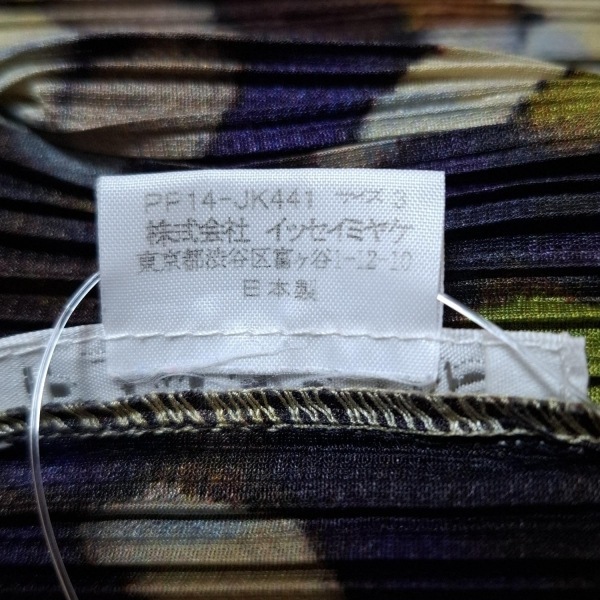 PP14-JK441 サイズ 3
株式会社 イッセイミヤケ
東京都渋谷区富ヶ谷1-12-10
日本製